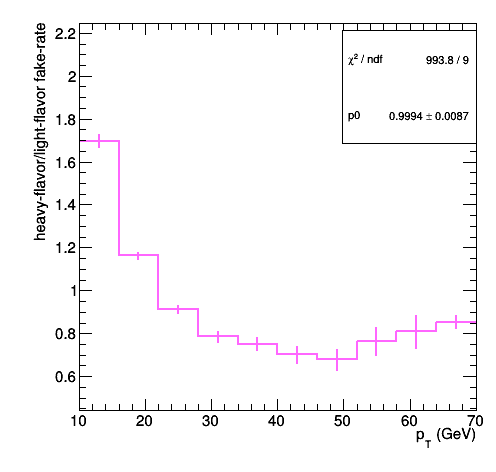 heavy-flavor/light-flavor fake-rate
2.2
2
1.8
1.6
1.4
1.2
1
0.8
0.6
χ² / ndf 993.8 / 9
p0 0.9994 ± 0.0087
10 20 30 40 50 60 70
p_T (GeV)